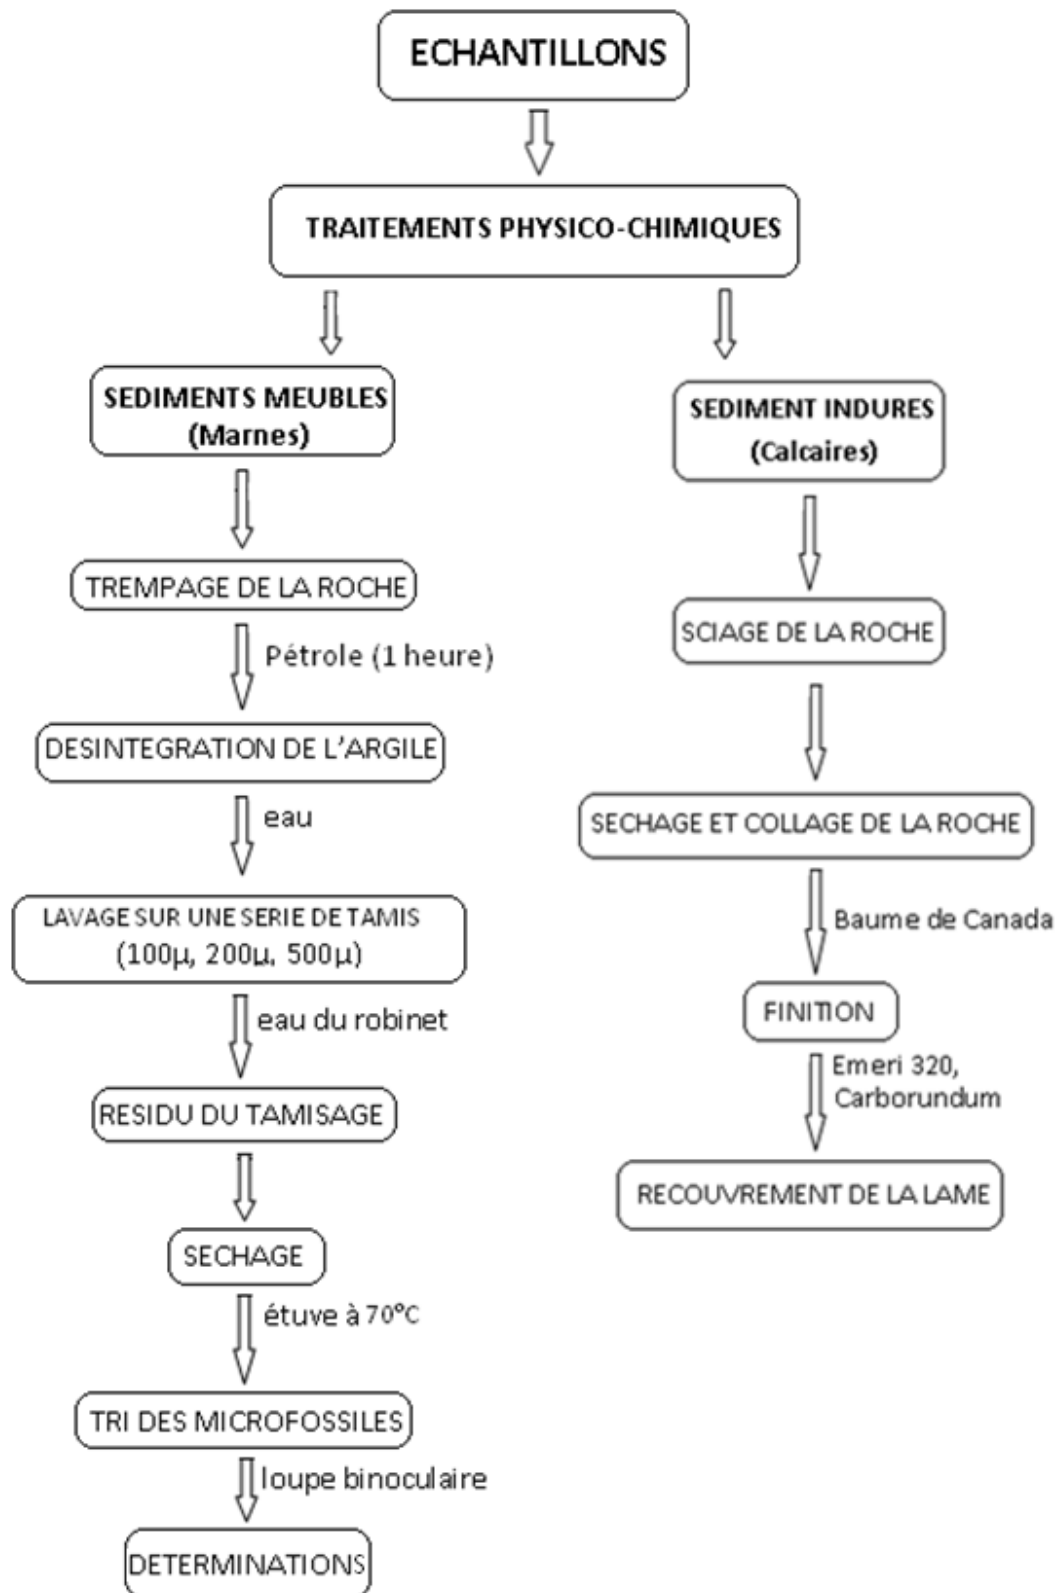 ECHANTILLONS
TRAITEMENTS PHYSICO-CHIMIQUES
SEDIMENTS MEUBLES
(Marnes)
TREMPAGE DE LA ROCHE
Pétrole (1 heure)
DESINTEGRATION DE L'ARGILE
eau
LAVAGE SUR UNE SERIE DE TAMIS
(100µ, 200µ, 500µ)
eau du robinet
RESIDU DU TAMISAGE
SECHAGE
étuve à 70°C
TRI DES MICROFOSSILES
loupe binoculaire
DETERMINATIONS
SEDIMENT INDURES
(Calcaires)
SCIAGE DE LA ROCHE
SECHAGE ET COLLAGE DE LA ROCHE
Baume de Canada
FINITION
Emeri 320,
Carborundum
RECOUVREMENT DE LA LAME